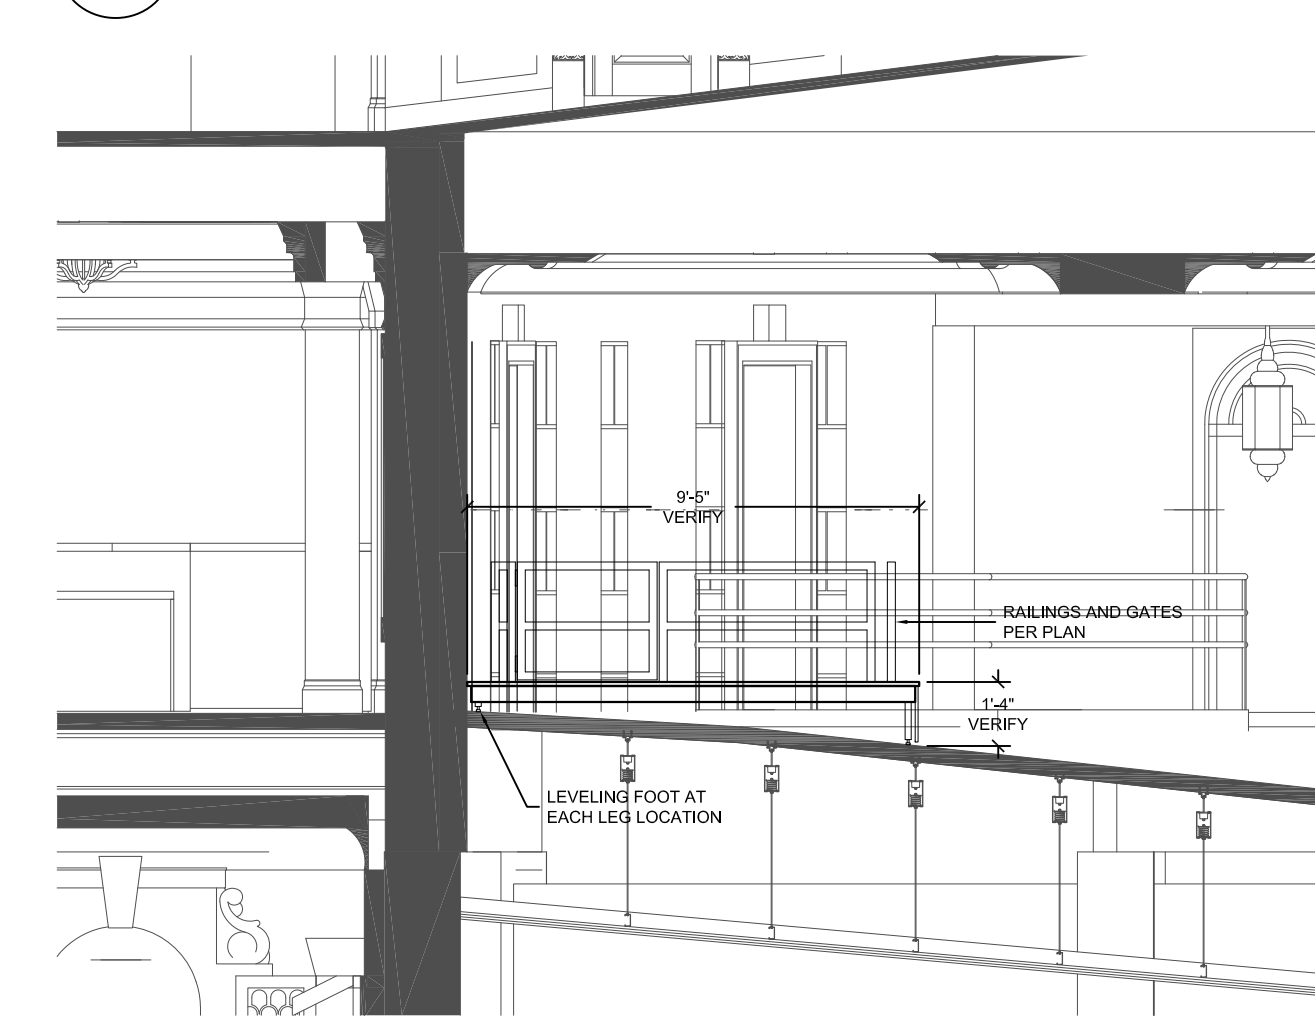 9'-5"
VERIFY
RAILINGS AND GATES
PER PLAN
1'-4"
VERIFY
LEVELING FOOT AT
EACH LEG LOCATION